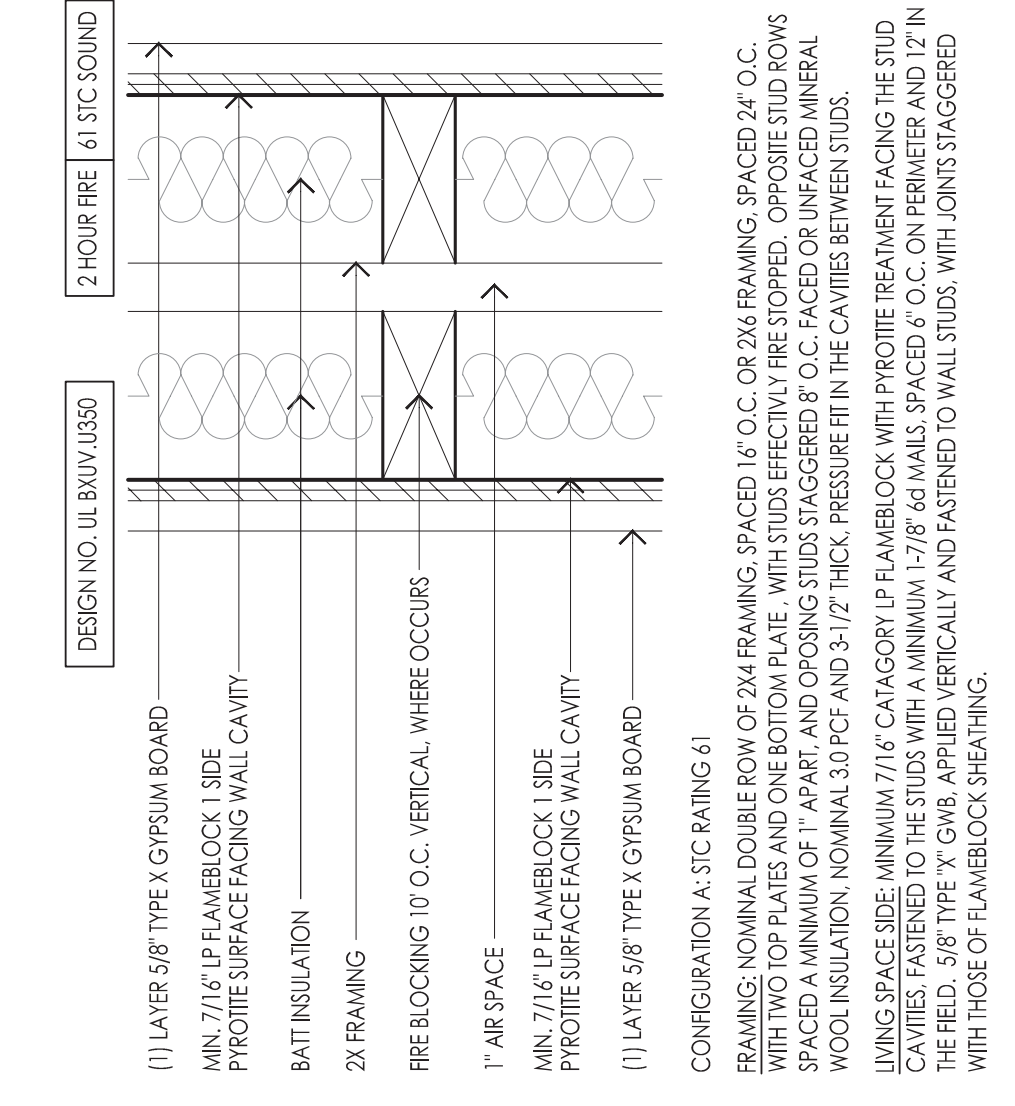 DESIGN NO. UL BXUV.U350
2 HOUR FIRE
61 STC SOUND
(1) LAYER 5/8" TYPE X GYPSUM BOARD
MIN. 7/16" LP FLAMEBLOCK 1 SIDE
PYROTITE SURFACE FACING WALL CAVITY
BATT INSULATION
2X FRAMING
FIRE BLOCKING 10' O.C. VERTICAL, WHERE OCCURS
1" AIR SPACE
MIN. 7/16" LP FLAMEBLOCK 1 SIDE
PYROTITE SURFACE FACING WALL CAVITY
(1) LAYER 5/8" TYPE X GYPSUM BOARD
CONFIGURATION A: STC RATING 61
FRAMING: NOMINAL DOUBLE ROW OF 2X4 FRAMING, SPACED 16" O.C. OR 2X6 FRAMING, SPACED 24" O.C.
WITH TWO TOP PLATES AND ONE BOTTOM PLATE , WITH STUDS EFFECTIVLY FIRE STOPPED. OPPOSITE STUD ROWS
SPACED A MINIMUM OF 1" APART, AND OPOSING STUDS STAGGERED 8" O.C. FACED OR UNFACED MINERAL
WOOL INSULATION, NOMINAL 3.0 PCF AND 3-1/2" THICK, PRESSURE FIT IN THE CAVITIES BETWEEN STUDS.
LIVING SPACE SIDE: MINIMUM 7/16" CATAGORY LP FLAMEBLOCK WITH PYROTITE TREATMENT FACING THE STUD
CAVITIES, FASTENED TO THE STUDS WITH A MINIMUM 1-7/8" 6d MAILS, SPACED 6" O.C. ON PERIMETER AND 12" IN
THE FIELD. 5/8" TYPE "X" GWB, APPLIED VERTICALLY AND FASTENED TO WALL STUDS, WITH JOINTS STAGGERED
WITH THOSE OF FLAMEBLOCK SHEATHING.